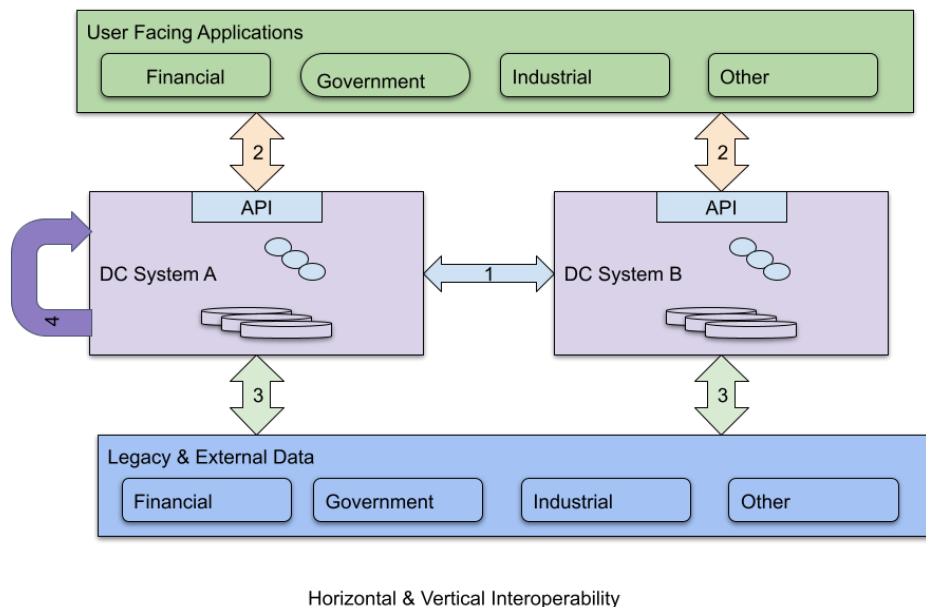 User Facing Applications
Financial
Government
Industrial
Other
2
2
API
API
DC System A
1
DC System B
4
3
3
Legacy & External Data
Financial
Government
Industrial
Other
Horizontal & Vertical Interoperability